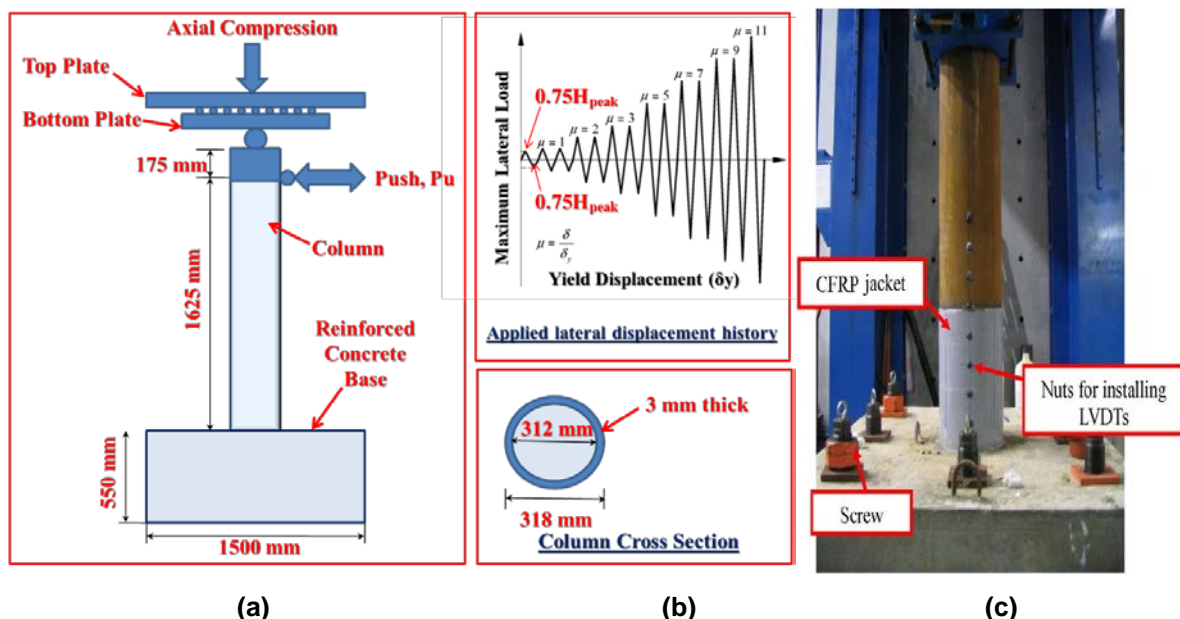 Axial Compression
Top Plate
Bottom Plate
175 mm
Push, Pu
Column
1625 mm
Reinforced
Concrete
Base
550 mm
1500 mm
(a)
Maximum Lateral Load
0.75Hpeak
0.75Hpeak
μ = 1
μ = 2
μ = 3
μ = 5
μ = 7
μ = 9
μ = 11
μ = δ/δy
Yield Displacement (δy)
Applied lateral displacement history
3 mm thick
312 mm
318 mm
Column Cross Section
(b)
CFRP jacket
Nuts for installing
LVDTs
Screw
(c)